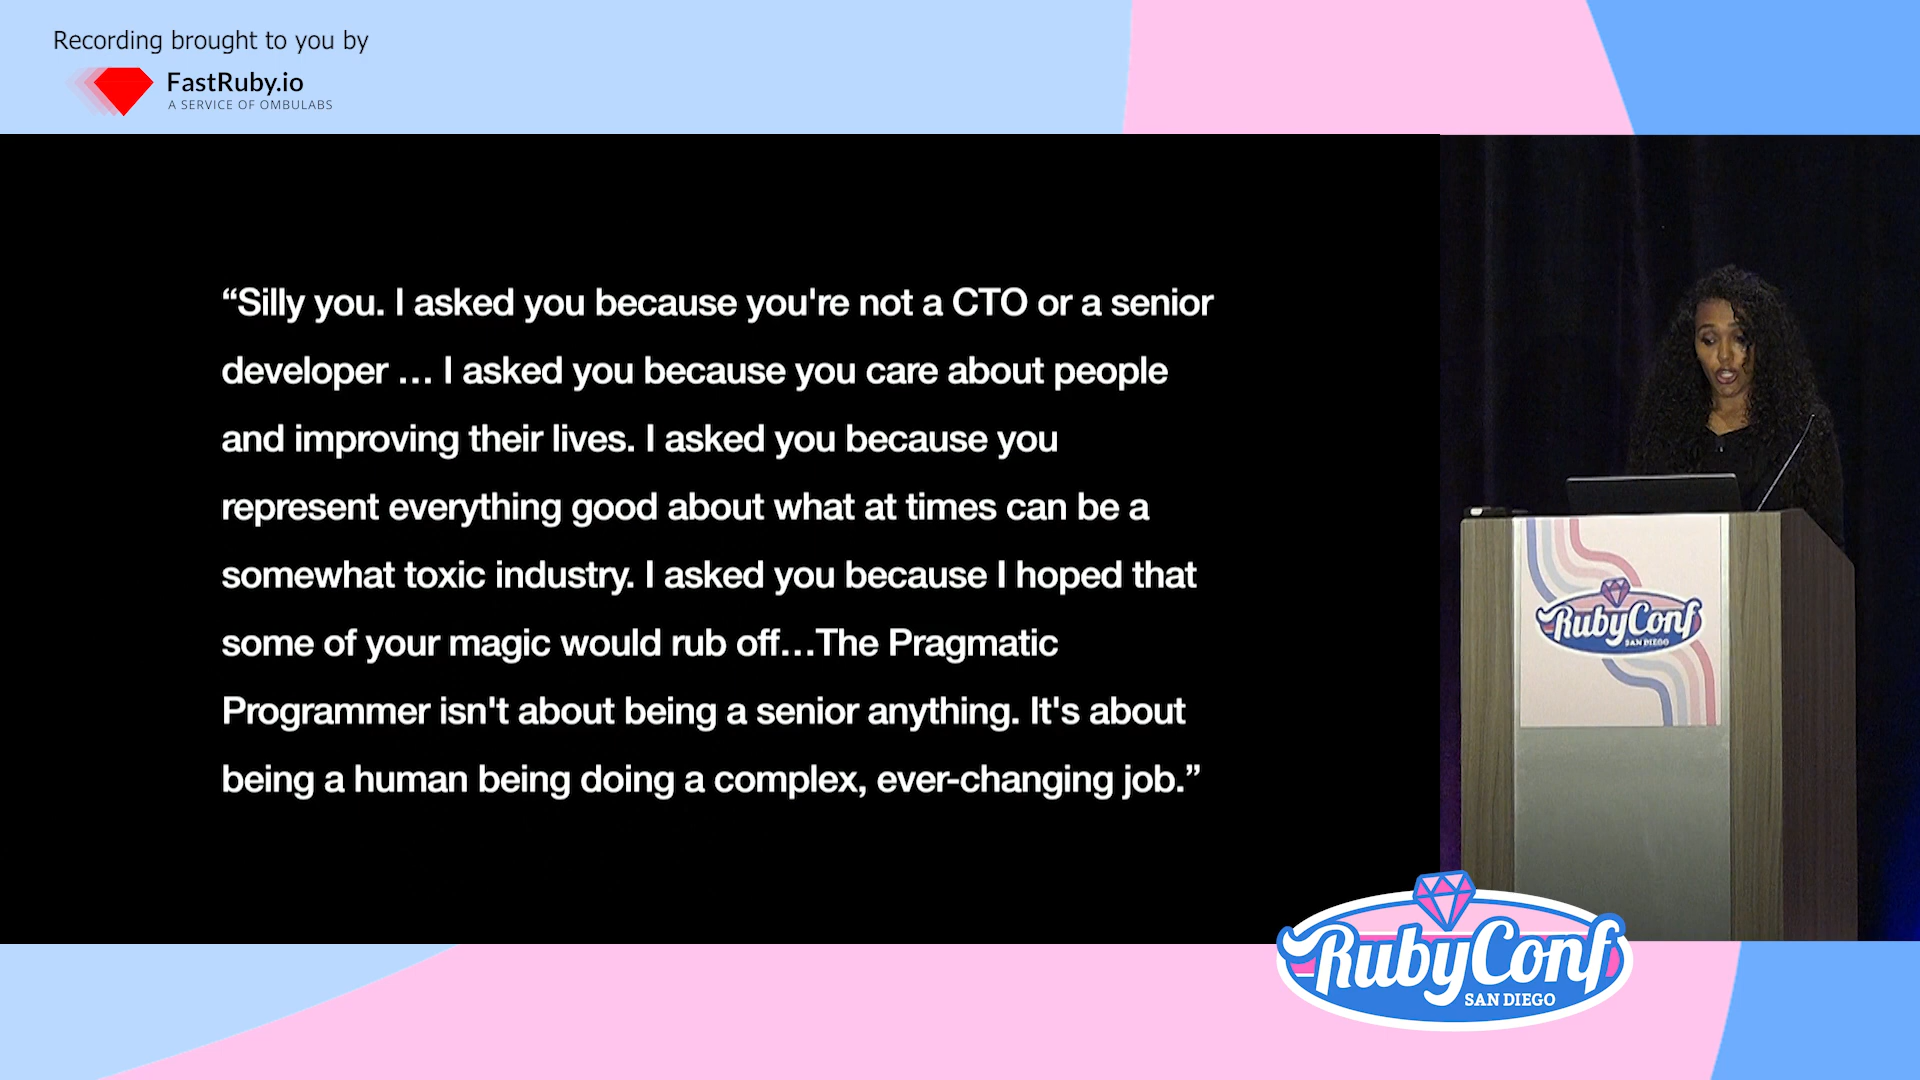 Recording brought to you by
FastRuby.io
A SERVICE OF OMBULABS
“Silly you. I asked you because you're not a CTO or a senior
developer … I asked you because you care about people
and improving their lives. I asked you because you
represent everything good about what at times can be a
somewhat toxic industry. I asked you because I hoped that
some of your magic would rub off…The Pragmatic
Programmer isn't about being a senior anything. It's about
being a human being doing a complex, ever-changing job.”
RubyConf
SAN DIEGO
RubyConf
SAN DIEGO